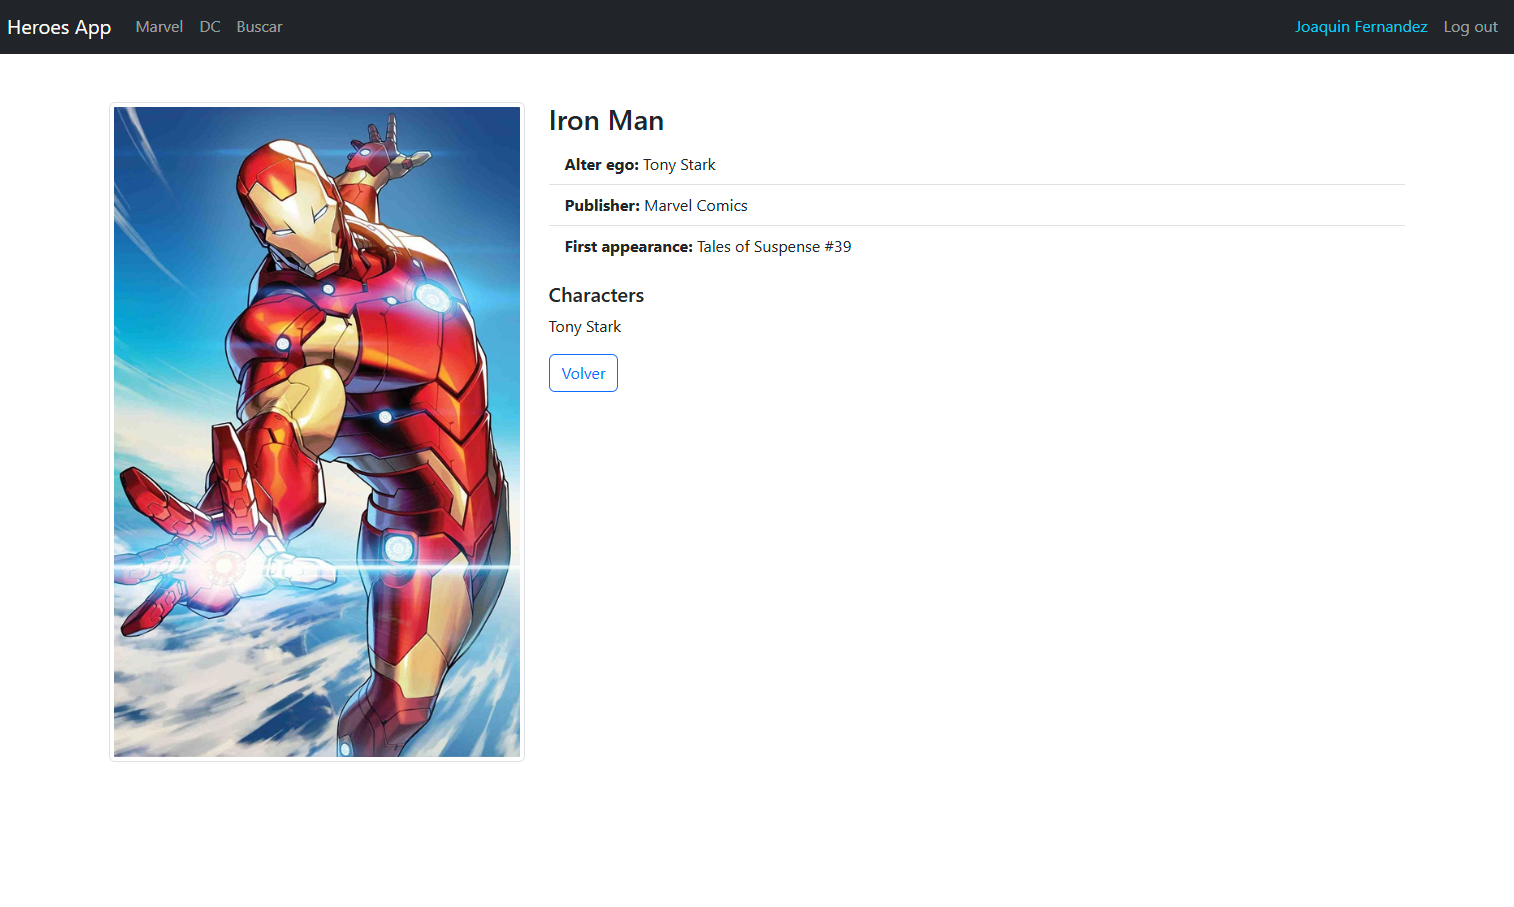 Heroes App Marvel DC Buscar Joaquin Fernandez Log out
Iron Man
Alter ego: Tony Stark
Publisher: Marvel Comics
First appearance: Tales of Suspense #39
Characters
Tony Stark
Volver